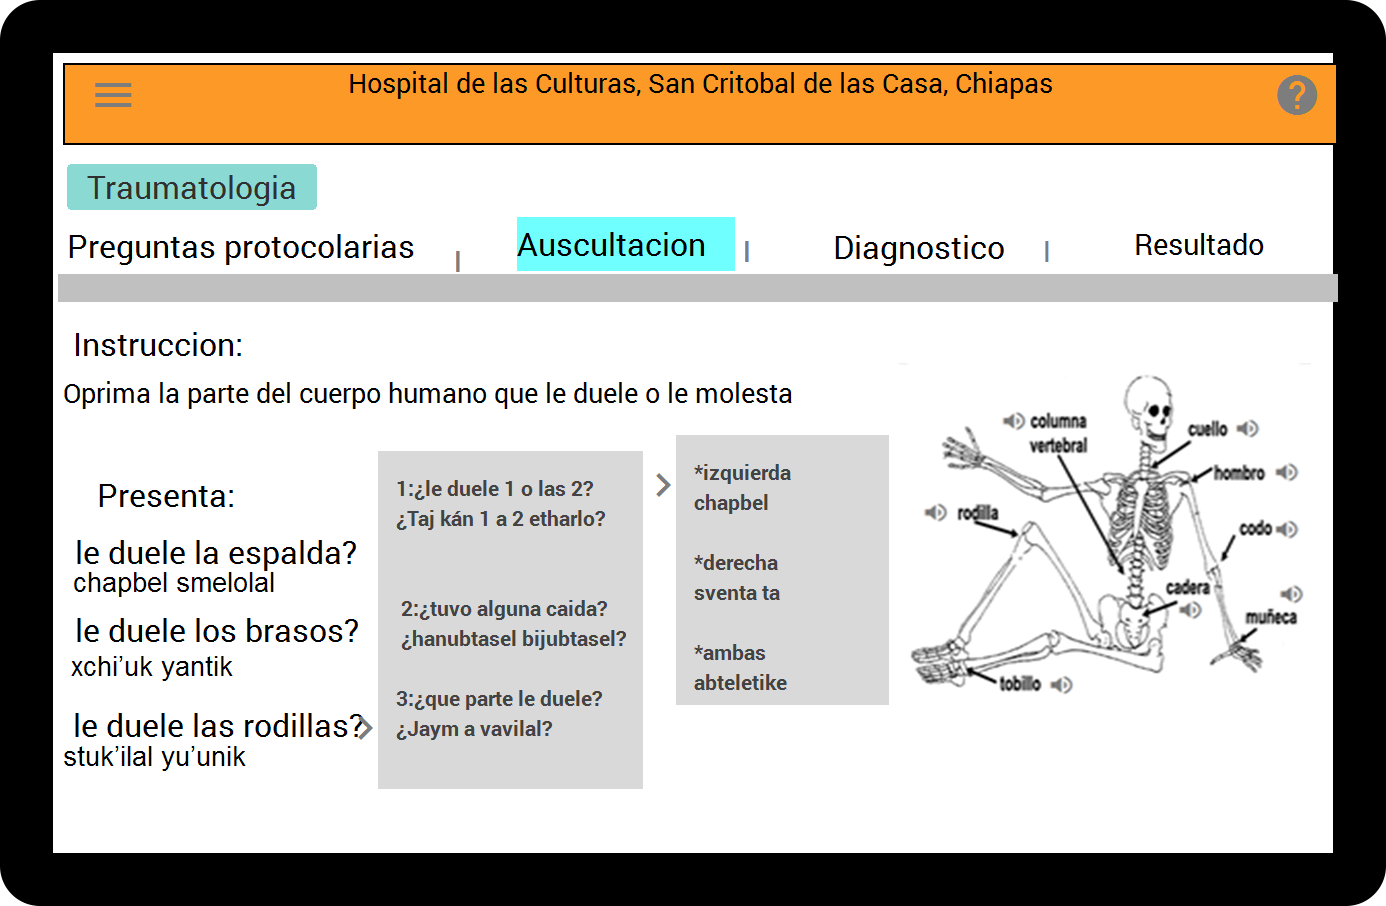 Hospital de las Culturas, San Critobal de las Casa, Chiapas
?
Traumatologia
Preguntas protocolarias | Auscultacion | Diagnostico | Resultado
Instruccion:
Oprima la parte del cuerpo humano que le duele o le molesta
Presenta:
le duele la espalda?
chapbel smelolal
le duele los brasos?
xchi’uk yantik
le duele las rodillas?
stuk’ilal yu’unik
1:¿le duele 1 o las 2?
¿Taj kán 1 a 2 etharlo?
2:¿tuvo alguna caida?
¿hanubtasel bijubtasel?
3:¿que parte le duele?
¿Jaym a vavilal?
*izquierda
chapbel
*derecha
sventa ta
*ambas
abteletike
columna
vertebral
cuello
hombro
rodilla
codo
cadera
muñeca
tobillo